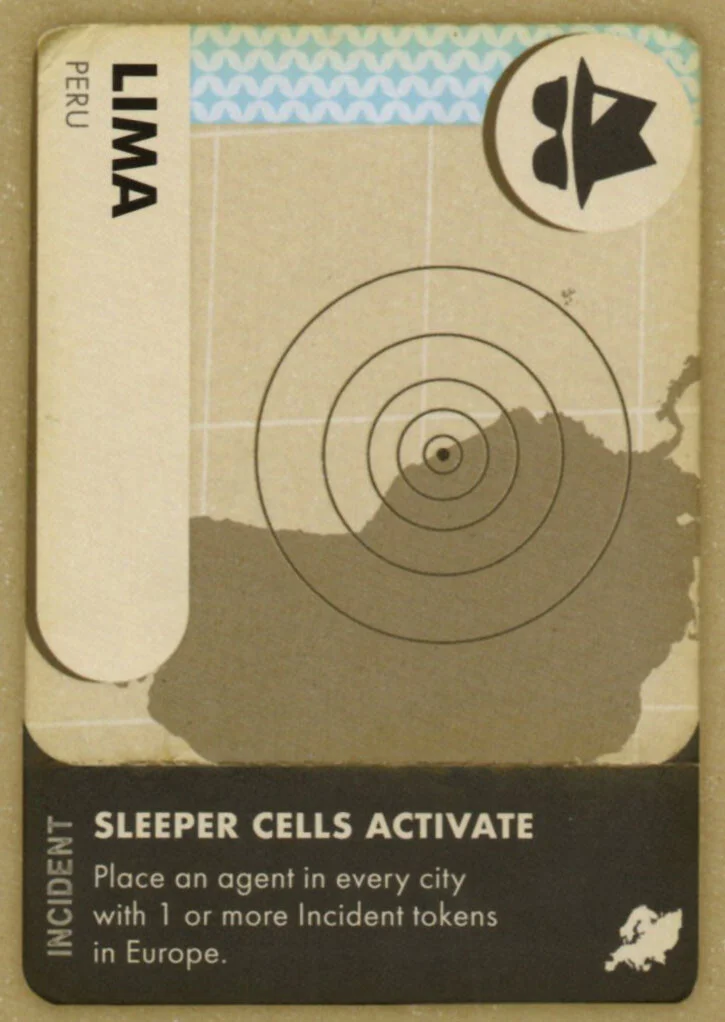 LIMA
PERU
INCIDENT
SLEEPER CELLS ACTIVATE
Place an agent in every city
with 1 or more Incident tokens
in Europe.